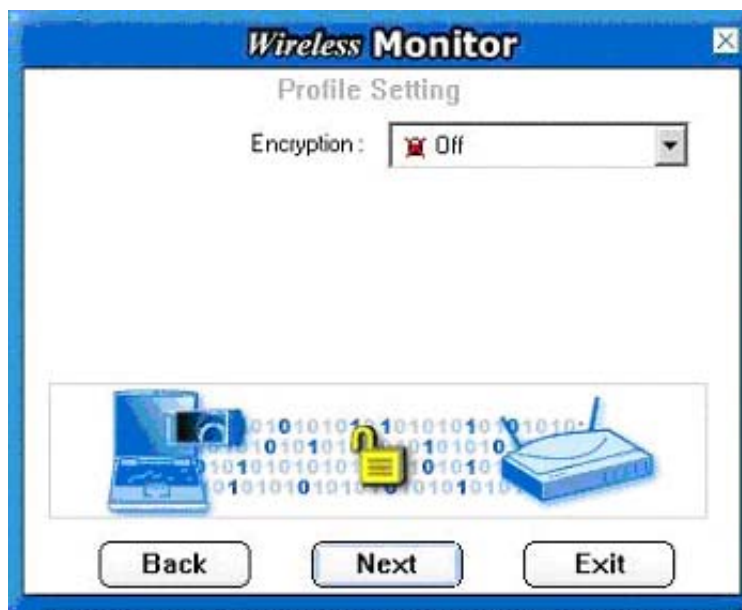 Wireless Monitor
Profile Setting
Encryption : Off
Back Next Exit